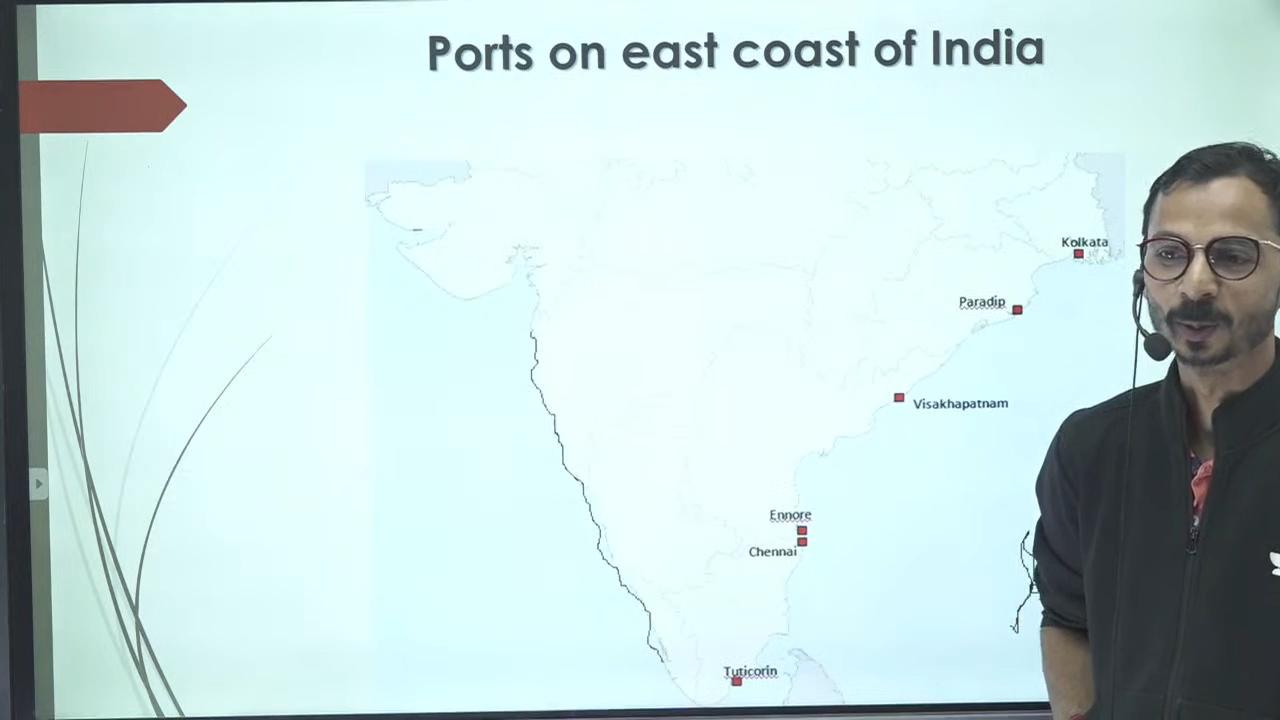 Ports on east coast of India
Kolkata
Paradip
Visakhapatnam
Ennore
Chennai
Tuticorin